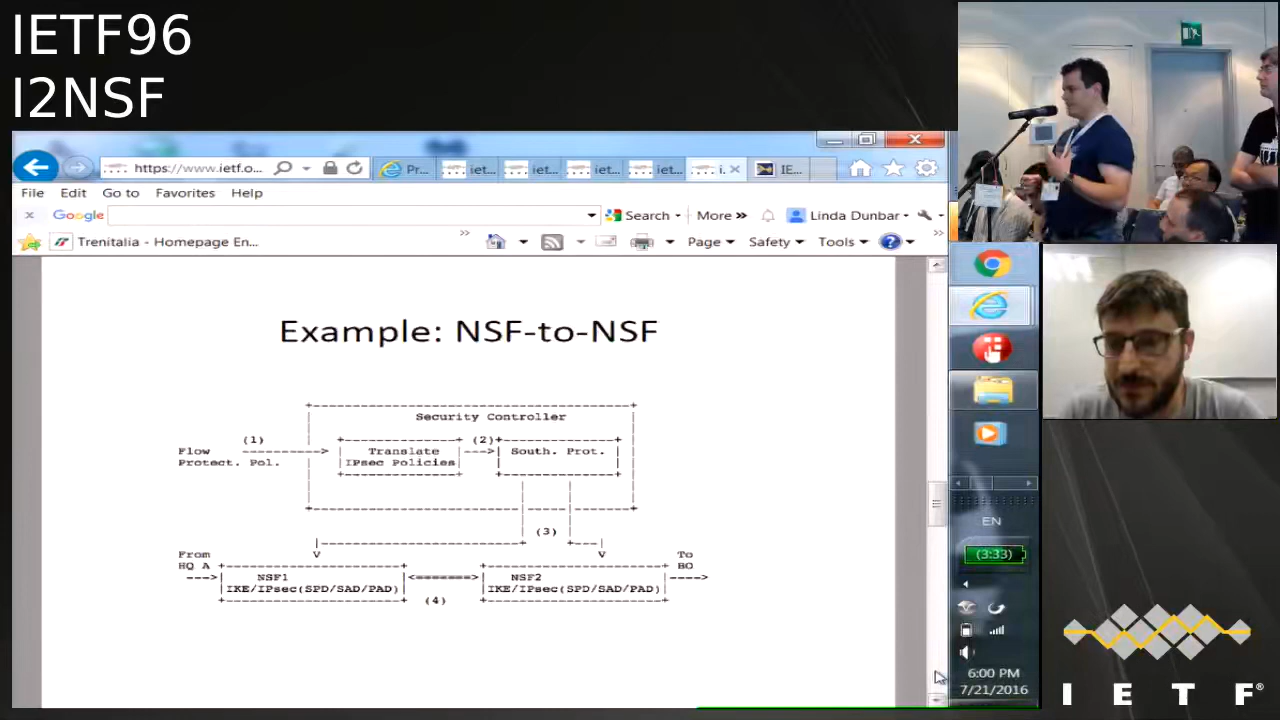 IETF96
I2NSF
https://www.ietf.o...
Pr...
iet...
iet...
iet...
iet...
i.
IE...
File Edit Go to Favorites Help
x Google Search More » Linda Dunbar
Trenitalia - Homepage En...
Page Safety Tools
Example: NSF-to-NSF
Security Controller
(1) (2)
Flow Translate South. Prot.
Protect. Pol. IPsec Policies
(3)
From V V To
HQ A BO
NSF1 NSF2
IKE/IPsec(SPD/SAD/PAD) IKE/IPsec(SPD/SAD/PAD)
(4)
EN
(3:33)
6:00 PM
7/21/2016
I E T F®